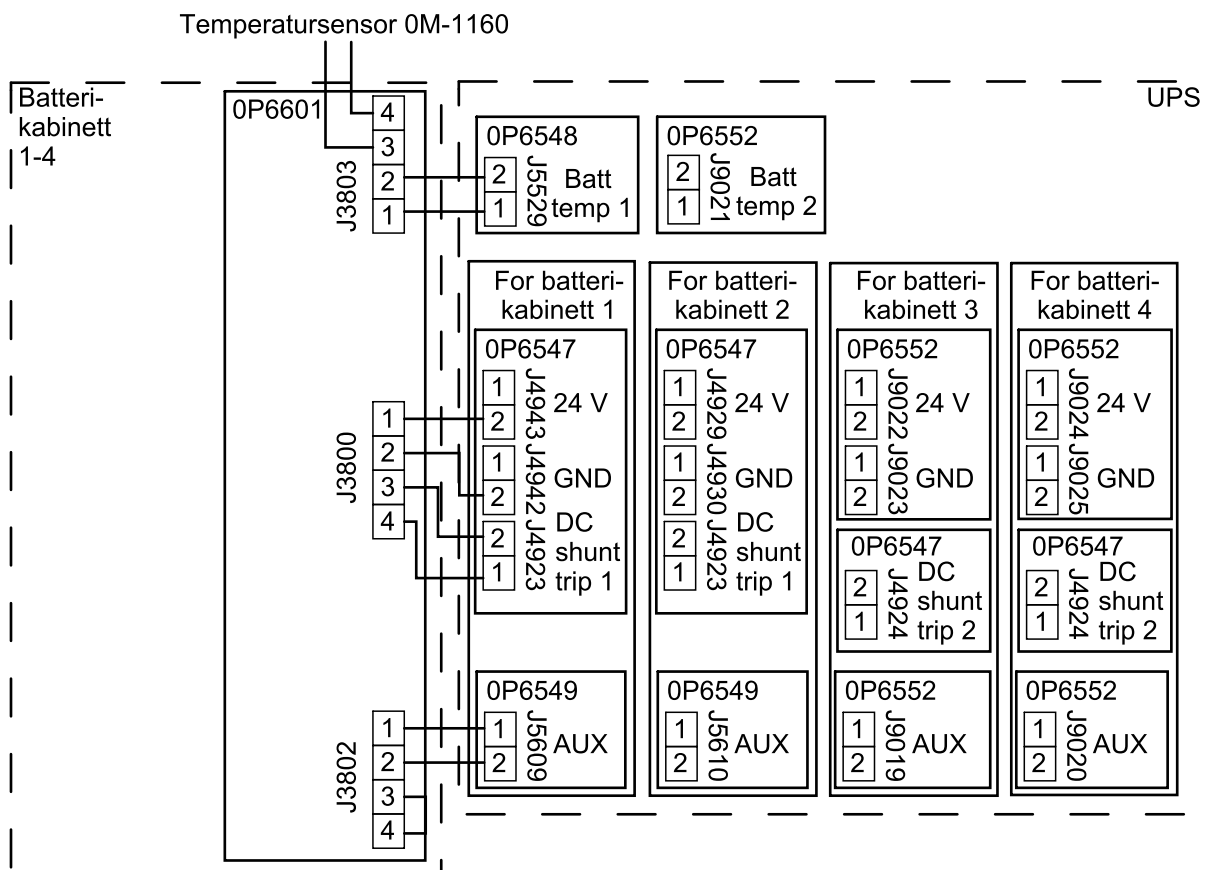 Temperatursensor 0M-1160
Batteri-
kabinett
1-4
UPS
0P6601
4
3
2
1
J3803
1
2
3
4
J3800
1
2
3
4
J3802
0P6548
2
1
J5529
Batt
temp 1
0P6552
2
1
J9021
Batt
temp 2
For batteri-
kabinett 1
0P6547
1
2
J4943
24 V
1
2
J4942
GND
2
1
J4923
DC
shunt
trip 1
0P6549
1
2
J5609
AUX
For batteri-
kabinett 2
0P6547
1
2
J4929
24 V
1
2
J4930
GND
2
1
J4923
DC
shunt
trip 1
0P6549
1
2
J5610
AUX
For batteri-
kabinett 3
0P6552
1
2
J9022
24 V
1
2
J9023
GND
0P6547
2
1
J4924
DC
shunt
trip 2
0P6552
1
2
J9019
AUX
For batteri-
kabinett 4
0P6552
1
2
J9024
24 V
1
2
J9025
GND
0P6547
2
1
J4924
DC
shunt
trip 2
0P6552
1
2
J9020
AUX